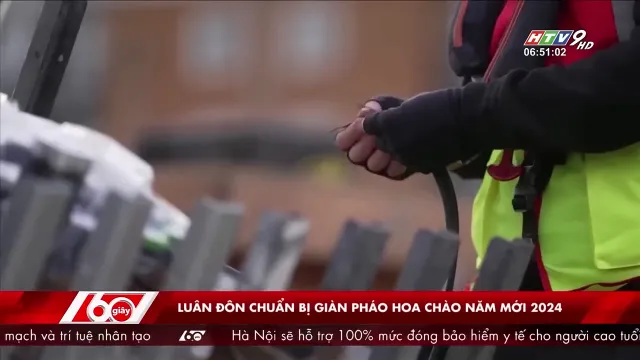 HTV9 HD
06:51:02
60 giây
LUÂN ĐÔN CHUẨN BỊ GIÀN PHÁO HOA CHÀO NĂM MỚI 2024
mạch và trí tuệ nhân tạo 60 Hà Nội sẽ hỗ trợ 100% mức đóng bảo hiểm y tế cho người cao tuổi